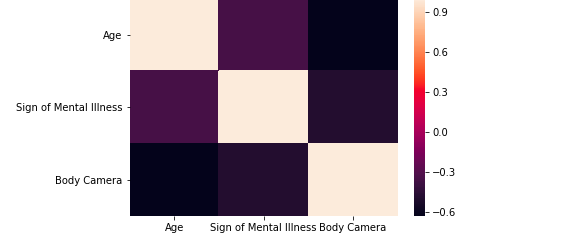 0.9
Age
0.6
0.3
Sign of Mental Illness
0.0
−0.3
Body Camera
−0.6
Age Sign of Mental Illness Body Camera